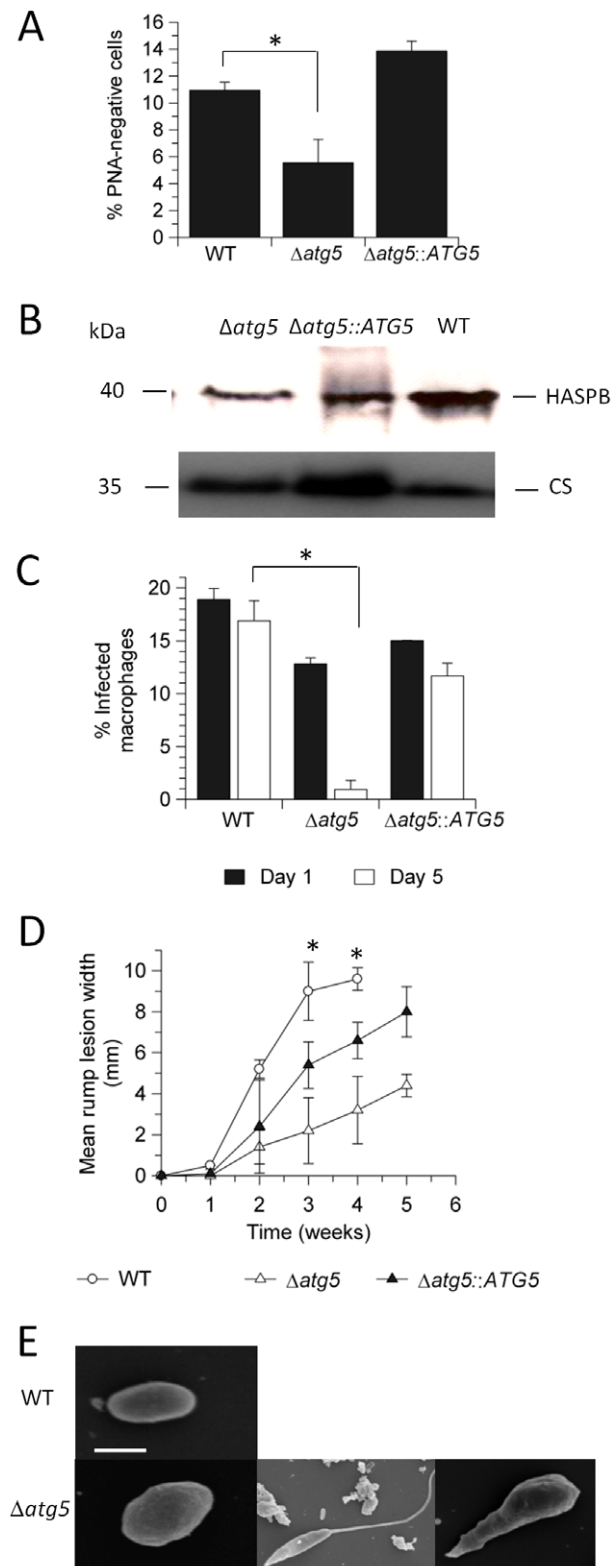 A
% PNA-negative cells
16
14
12
10
8
6
4
2
0
*
WT Δatg5 Δatg5::ATG5
B
kDa Δatg5 Δatg5::ATG5 WT
40 HASPB
35 CS
C
% Infected
macrophages
20
15
10
5
0
*
WT Δatg5 Δatg5::ATG5
Day 1 Day 5
D
Mean rump lesion width
(mm)
10
8
6
4
2
0
* *
0 1 2 3 4 5 6
Time (weeks)
WT Δatg5 Δatg5::ATG5
E
WT
Δatg5